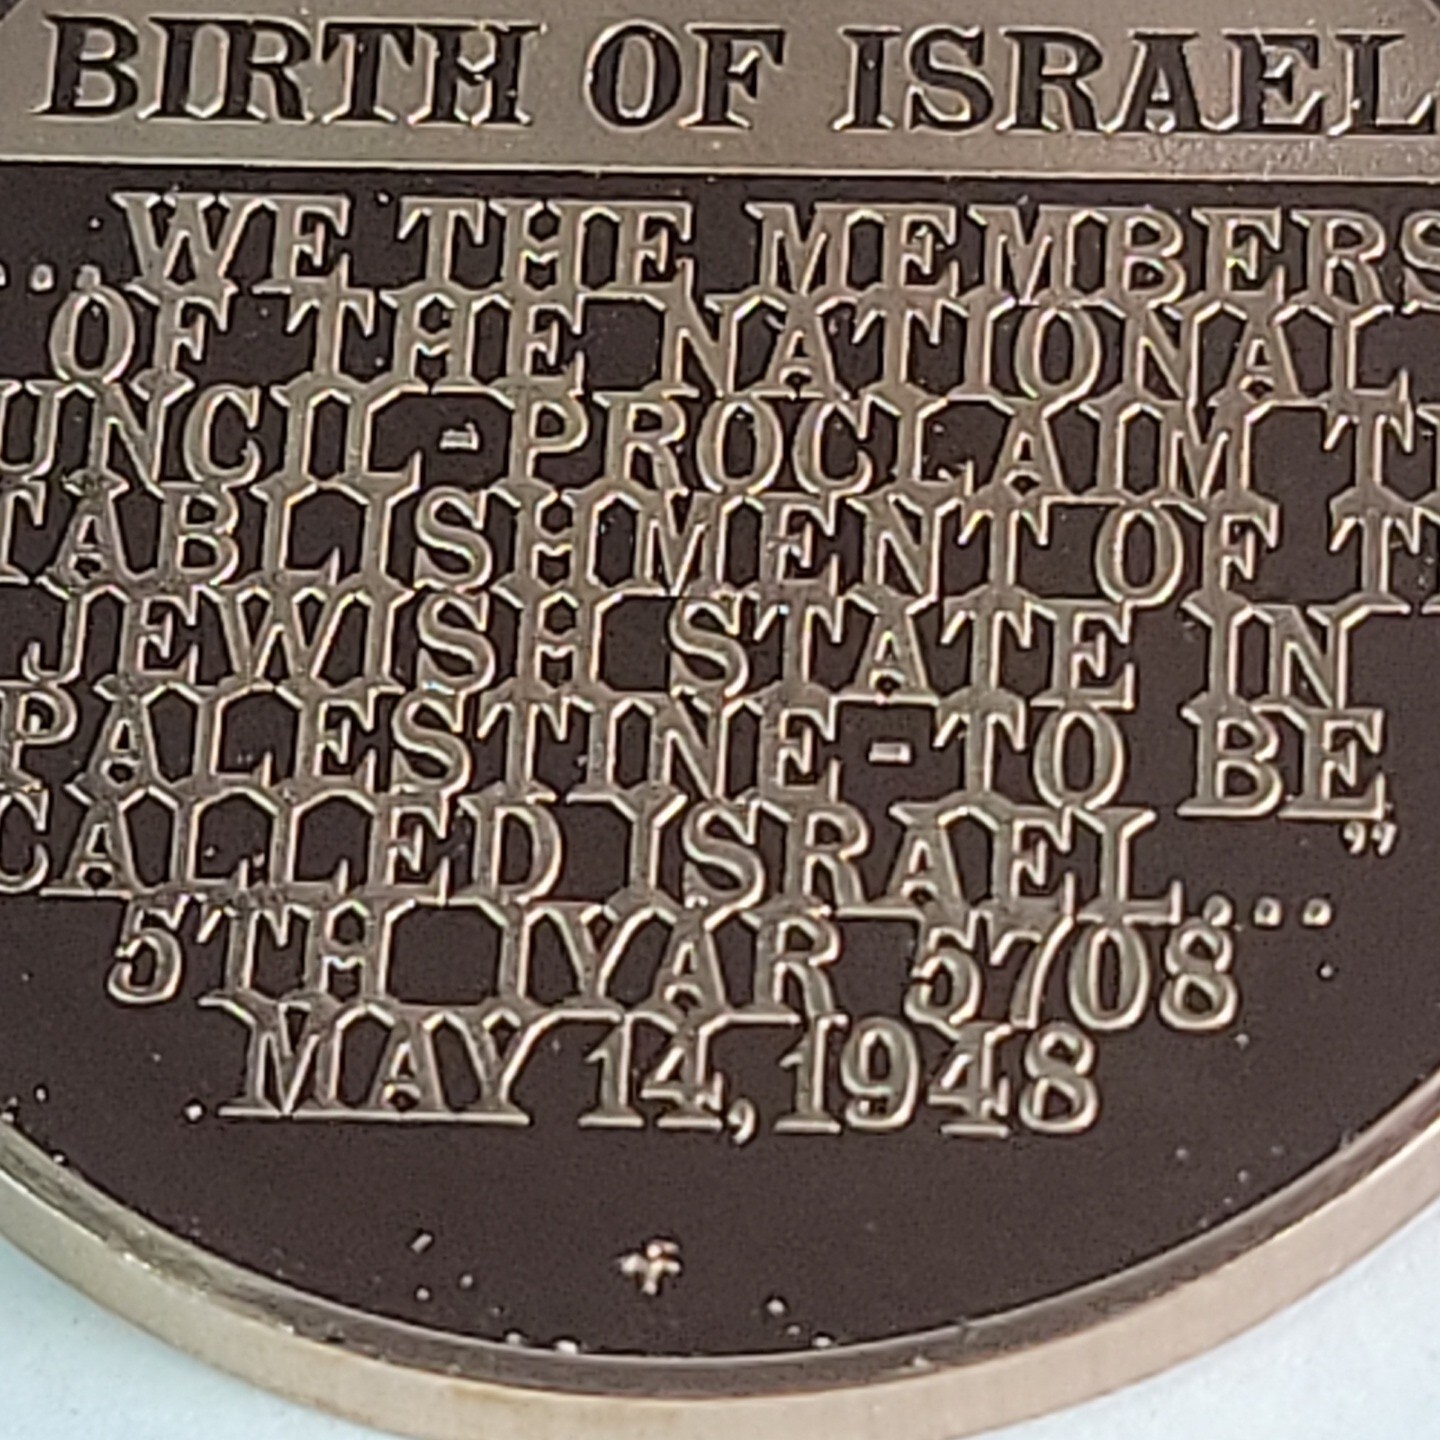 BIRTH OF ISRAEL
...WE THE MEMBERS
OF THE NATIONAL
UNCIL-PROCLAIM T
TABLISHMENT OF T
JEWISH STATE IN
PALESTINE-TO BE
CALLED ISRAEL..."
5TH IYAR 5708
MAY 14, 1948